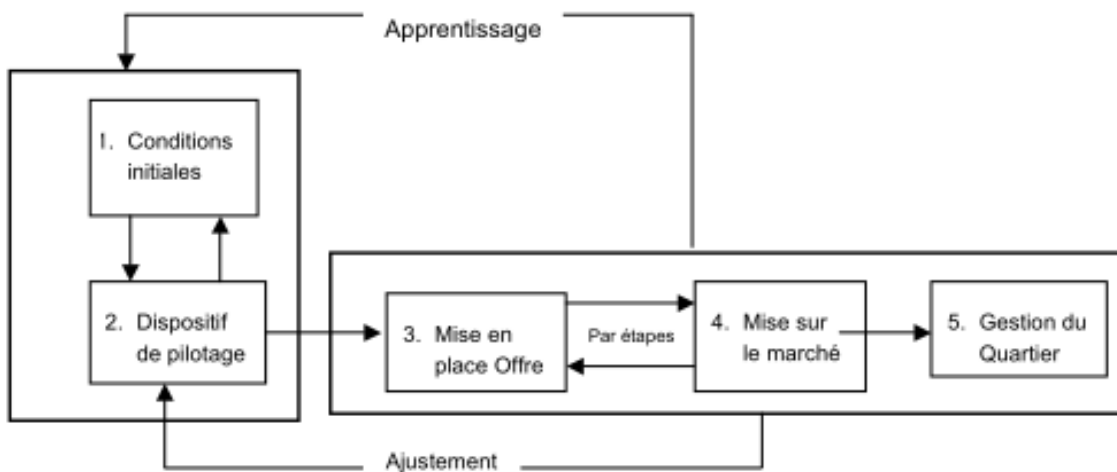 Apprentissage
1. Conditions
initiales
2. Dispositif
de pilotage
3. Mise en
place Offre
Par étapes
4. Mise sur
le marché
5. Gestion du
Quartier
Ajustement